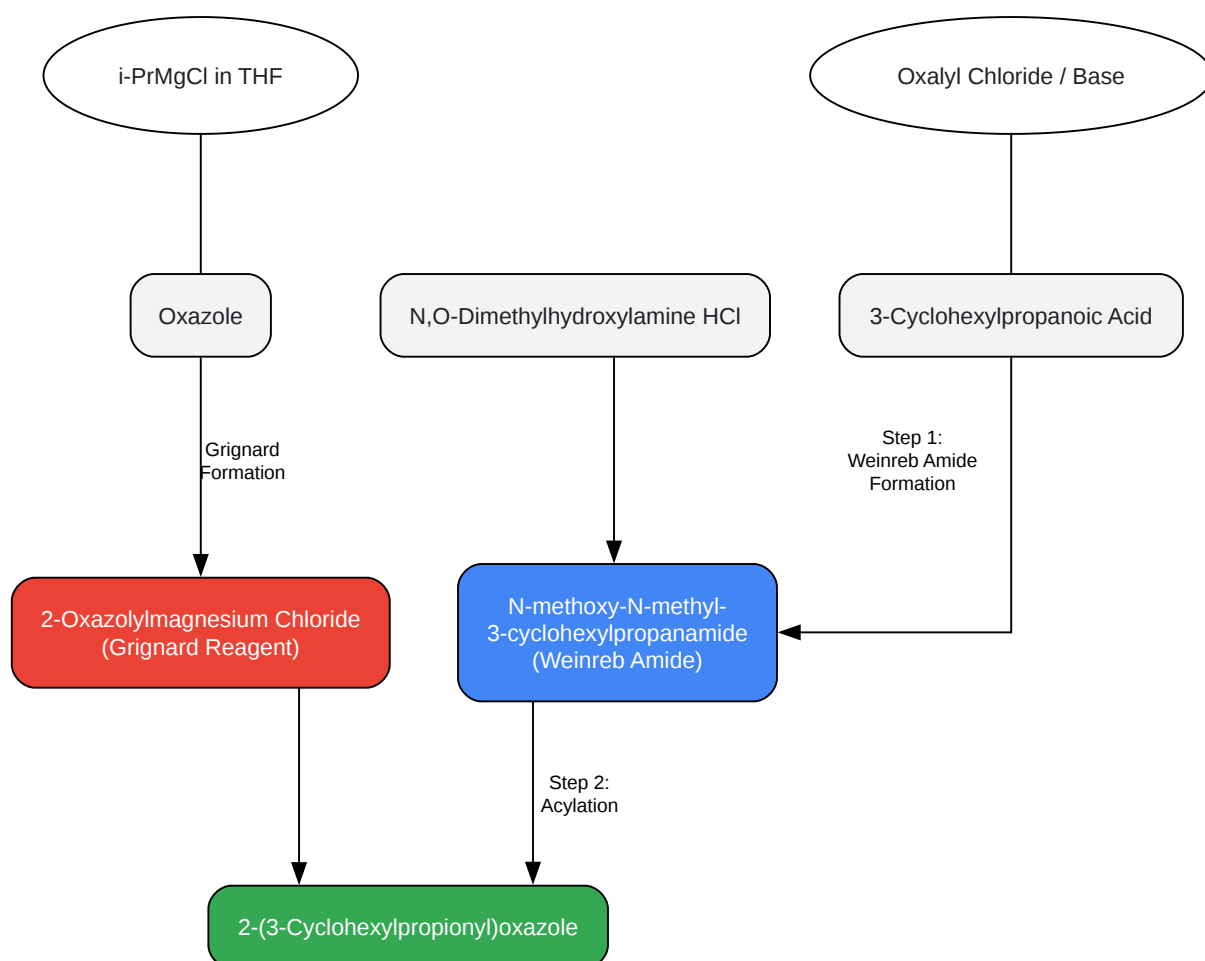 i-PrMgCl in THF
Oxalyl Chloride / Base
Oxazole
N,O-Dimethylhydroxylamine HCl
3-Cyclohexylpropanoic Acid
Grignard
Formation
Step 1:
Weinreb Amide
Formation
2-Oxazolylmagnesium Chloride
(Grignard Reagent)
N-methoxy-N-methyl-
3-cyclohexylpropanamide
(Weinreb Amide)
Step 2:
Acylation
2-(3-Cyclohexylpropionyl)oxazole